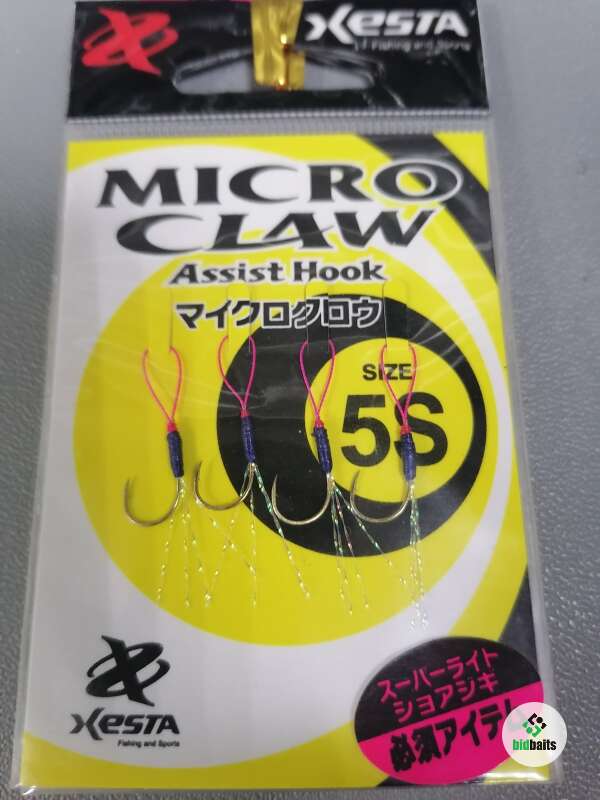 XESTA
Fishing and Sports
MICRO
CLAW
Assist Hook
マイクロクロウ
SIZE
5S
XESTA
Fishing and Sports
スーパーライト
ショアジギ
必須アイテ
bidbaits